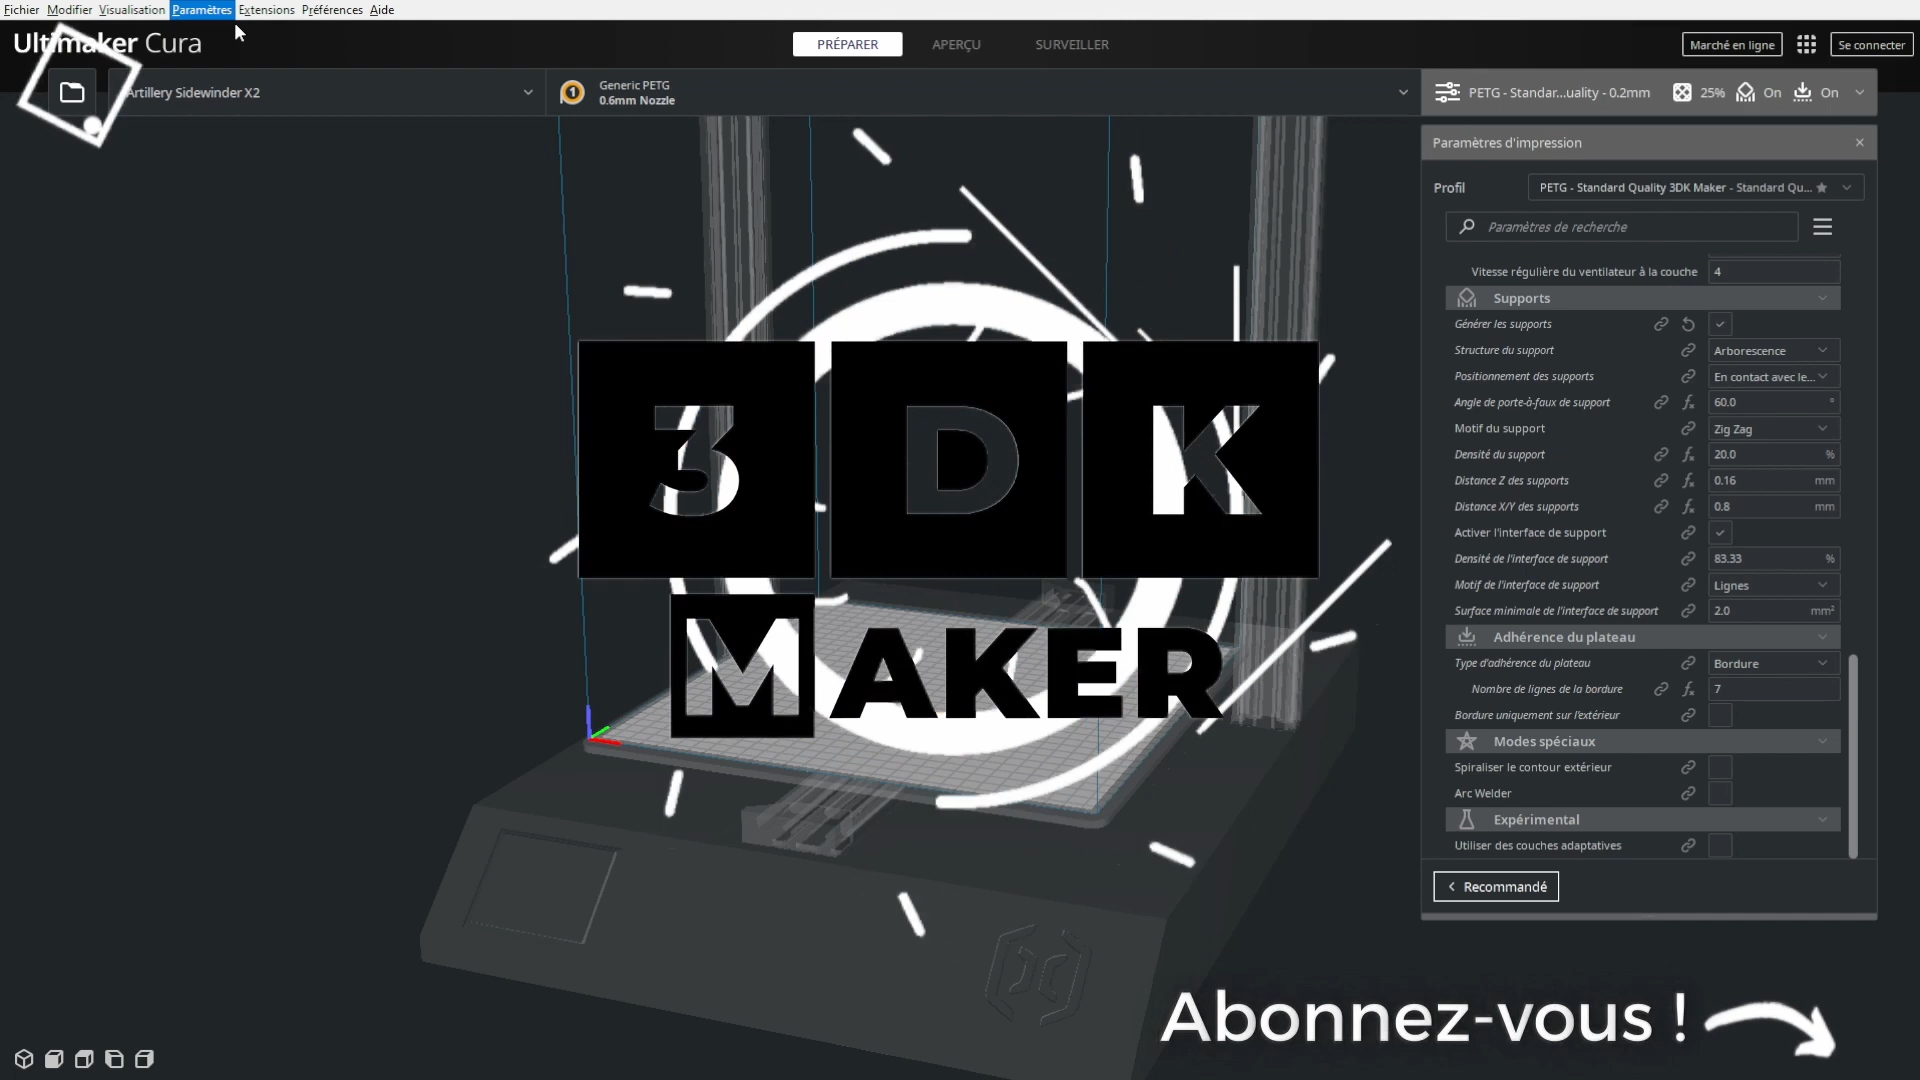 Fichier Modifier Visualisation Paramètres Extensions Préférences Aide
Ultimaker Cura
PRÉPARER APERÇU SURVEILLER
Marché en ligne Se connecter
Artillery Sidewinder X2
1 Generic PETG
0.6mm Nozzle
PETG - Standar...uality - 0.2mm 25% On On
Paramètres d'impression
Profil PETG - Standard Quality 3DK Maker - Standard Qu...
Paramètres de recherche
Vitesse régulière du ventilateur à la couche 4
Supports
Générer les supports
Structure du support Arborescence
Positionnement des supports En contact avec le...
Angle de porte-à-faux de support 60.0 °
Motif du support Zig Zag
Densité du support 20.0 %
Distance Z des supports 0.16 mm
Distance X/Y des supports 0.8 mm
Activer l'interface de support
Densité de l'interface de support 83.33 %
Motif de l'interface de support Lignes
Surface minimale de l'interface de support 2.0 mm²
Adhérence du plateau
Type d'adhérence du plateau Bordure
Nombre de lignes de la bordure 7
Bordure uniquement sur l'extérieur
Modes spéciaux
Spiraliser le contour extérieur
Arc Welder
Expérimental
Utiliser des couches adaptatives
Recommandé
3DK
MAKER
Abonnez-vous !